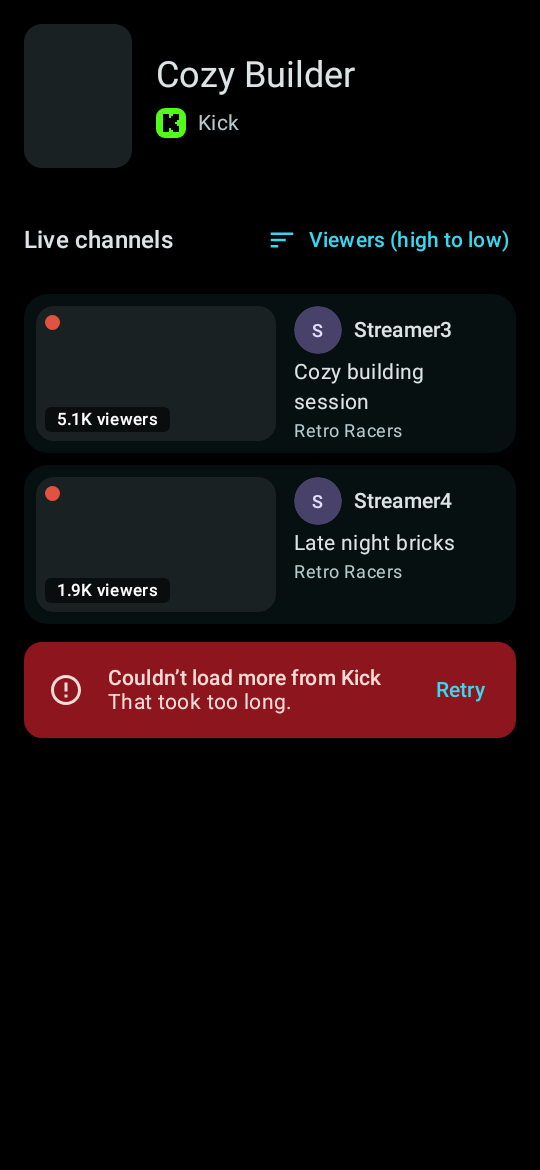 Cozy Builder
Kick
Live channels
Viewers (high to low)
S
Streamer3
Cozy building
session
Retro Racers
5.1K viewers
S
Streamer4
Late night bricks
Retro Racers
1.9K viewers
Couldn’t load more from Kick
That took too long.
Retry